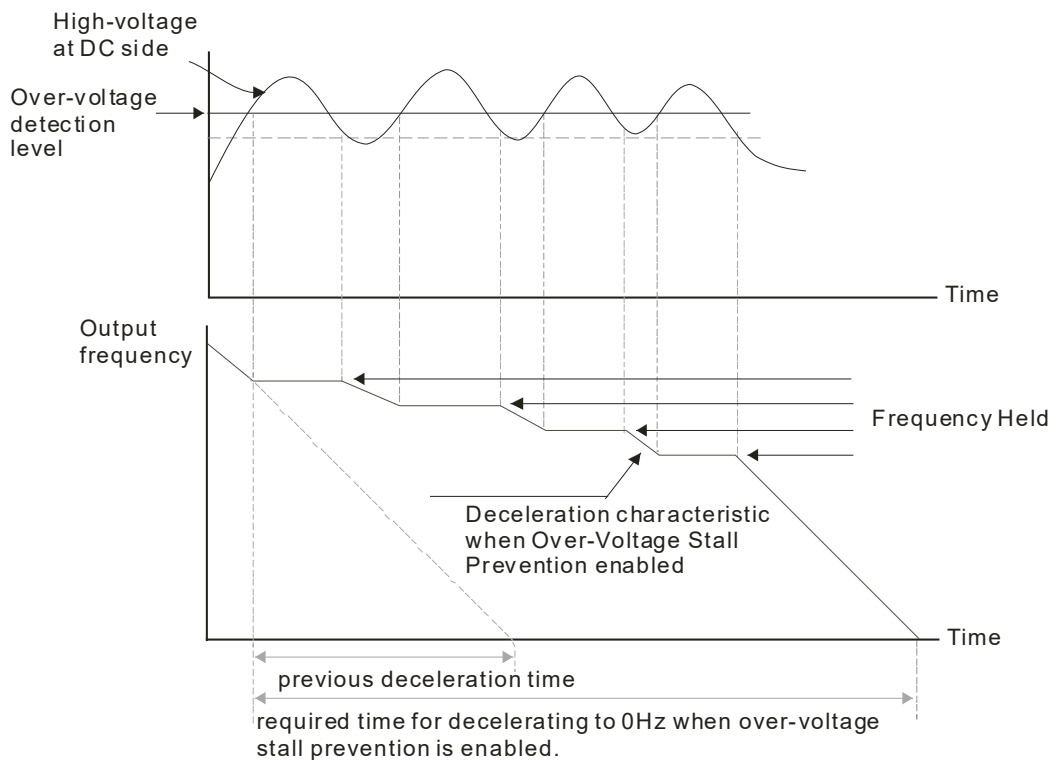 High-voltage
at DC side
Over-voltage
detection
level
Time
Output
frequency
Frequency Held
Deceleration characteristic
when Over-Voltage Stall
Prevention enabled
Time
previous deceleration time
required time for decelerating to 0Hz when over-voltage
stall prevention is enabled.